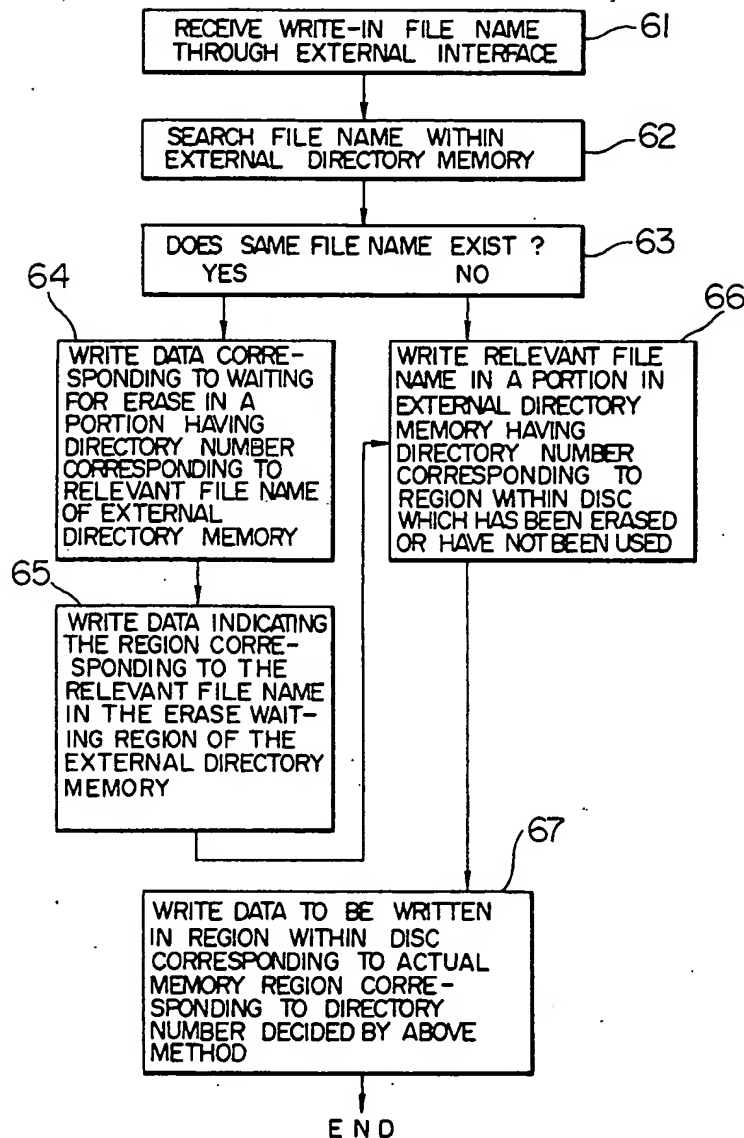 RECEIVE WRITE-IN FILE NAME
THROUGH EXTERNAL INTERFACE
61
SEARCH FILE NAME WITHIN
EXTERNAL DIRECTORY MEMORY
62
DOES SAME FILE NAME EXIST ?
YES NO
63
64
WRITE DATA CORRE-
SPONDING TO WAITING
FOR ERASE IN A
PORTION HAVING
DIRECTORY NUMBER
CORRESPONDING TO
RELEVANT FILE NAME
OF EXTERNAL
DIRECTORY MEMORY
66
WRITE RELEVANT FILE
NAME IN A PORTION IN
EXTERNAL DIRECTORY
MEMORY HAVING
DIRECTORY NUMBER
CORRESPONDING TO
REGION WITHIN DISC
WHICH HAS BEEN ERASED
OR HAVE NOT BEEN USED
65
WRITE DATA INDICATING
THE REGION CORRE-
SPONDING TO THE
RELEVANT FILE NAME
IN THE ERASE WAIT-
ING REGION OF THE
EXTERNAL DIRECTORY
MEMORY
67
WRITE DATA TO BE WRITTEN
IN REGION WITHIN DISC
CORRESPONDING TO ACTUAL
MEMORY REGION CORRE-
SPONDING TO DIRECTORY
NUMBER DECIDED BY ABOVE
METHOD
END